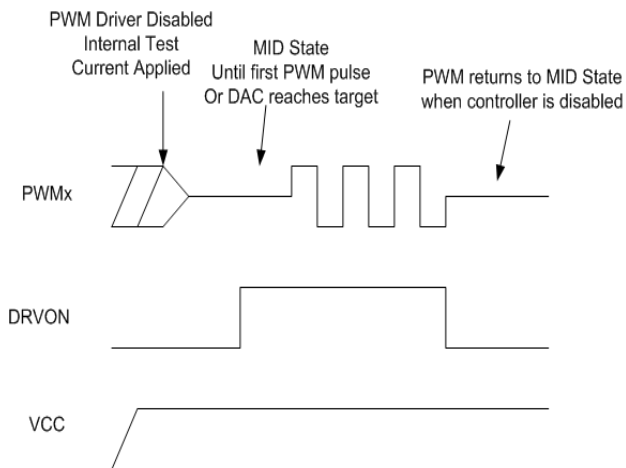 PWM Driver Disabled
Internal Test
Current Applied
MID State
Until first PWM pulse
Or DAC reaches target
PWM returns to MID State
when controller is disabled
PWMx
DRVON
VCC